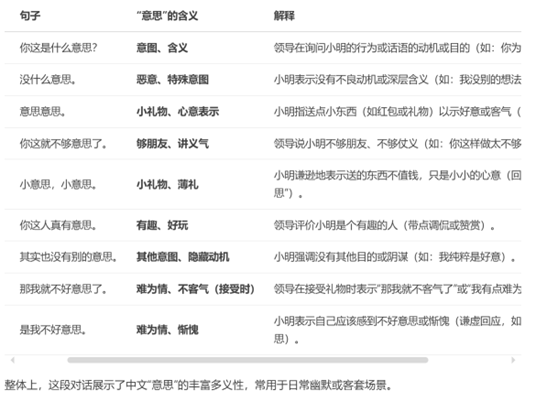 句子 “意思”的含义 解释
你这是什么意思? 意图、含义 领导在询问小明的行为或话语的动机或目的（如：你为
没什么意思。 恶意、特殊意图 小明表示没有不良动机或深层含义（如：我没别的想法
意思意思。 小礼物、心意表示 小明指送点小东西（如红包或礼物）以示好意或客气（
你这就不够意思了。 够朋友、讲义气 领导说小明不够朋友、不够仗义（如：你这样做太不够
小意思，小意思。 小礼物、薄礼 小明谦逊地表示送的东西不值钱，只是小小的心意（回
思”）。
你这人真有意思。 有趣、好玩 领导评价小明是个有趣的人（带点调侃或赞赏）。
其实也没有别的意思。 其他意图、隐藏动机 小明强调没有其他目的或阴谋（如：我纯粹是好意）。
那我就不好意思了。 难为情、不客气（接受时） 领导在接受礼物时表示“那我就不客气了”或“我有点难为
是我不好意思。 难为情、惭愧 小明表示自己应该感到不好意思或惭愧（谦虚回应，如
思）。
整体上，这段对话展示了中文“意思”的丰富多义性，常用于日常幽默或客套场景。